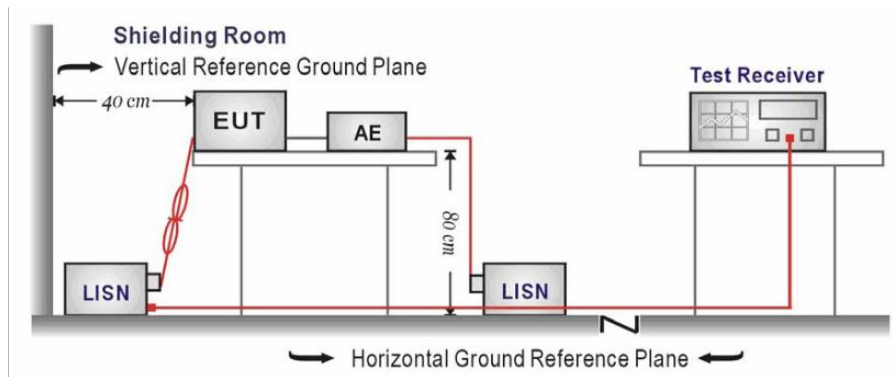 Shielding Room
Vertical Reference Ground Plane
Test Receiver
40 cm
EUT
AE
80 cm
LISN
LISN
Horizontal Ground Reference Plane